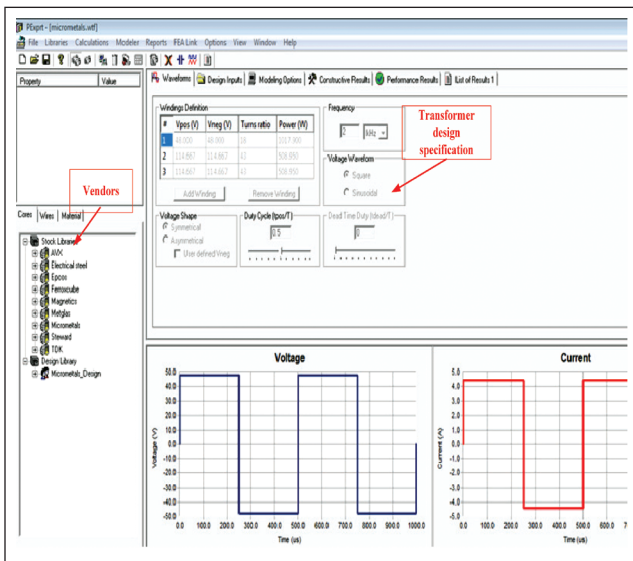 PExprt - [micrometals.wtf]
File Libraries Calculations Modeler Reports FEA Link Options View Window Help
Property Value
Waveforms Design Inputs Modeling Options Constructive Results Performance Results List of Results 1
Windings Definition
# Vpos (V) Vneg (V) Turns ratio Power (W)
1 48.000 48.000 16
2 114.667 114.667 508.950
3 114.667 114.667 508.950
Add Winding Remove Winding
Frequency
2 kHz
Voltage Waveform
Square
Sinusoidal
Transformer
design
specification
Voltage Shape
Symmetrical
Asymmetrical
User defined Vneg
Duty Cycle (tpos/T)
0.5
Dead Time Duty (tdead/T)
0
Vendors
Cores Wires Material
Stock Libraries
AVX
Electrical steel
Epcos
Ferroxcube
Magnetics
Metglas
Micrometals
Steward
TDK
Design Library
Micrometals_Design
Voltage
Voltage (V)
50.0
40.0
30.0
20.0
10.0
0.0
-10.0
-20.0
-30.0
-40.0
-50.0
0.0 100.0 200.0 300.0 400.0 500.0 600.0 700.0 800.0 900.0 1000.0
Time (us)
Current
Current (A)
5.0
4.0
3.0
2.0
1.0
0.0
-1.0
-2.0
-3.0
-4.0
-5.0
0.0 100.0 200.0 300.0 400.0 500.0 600.0
Time (us)